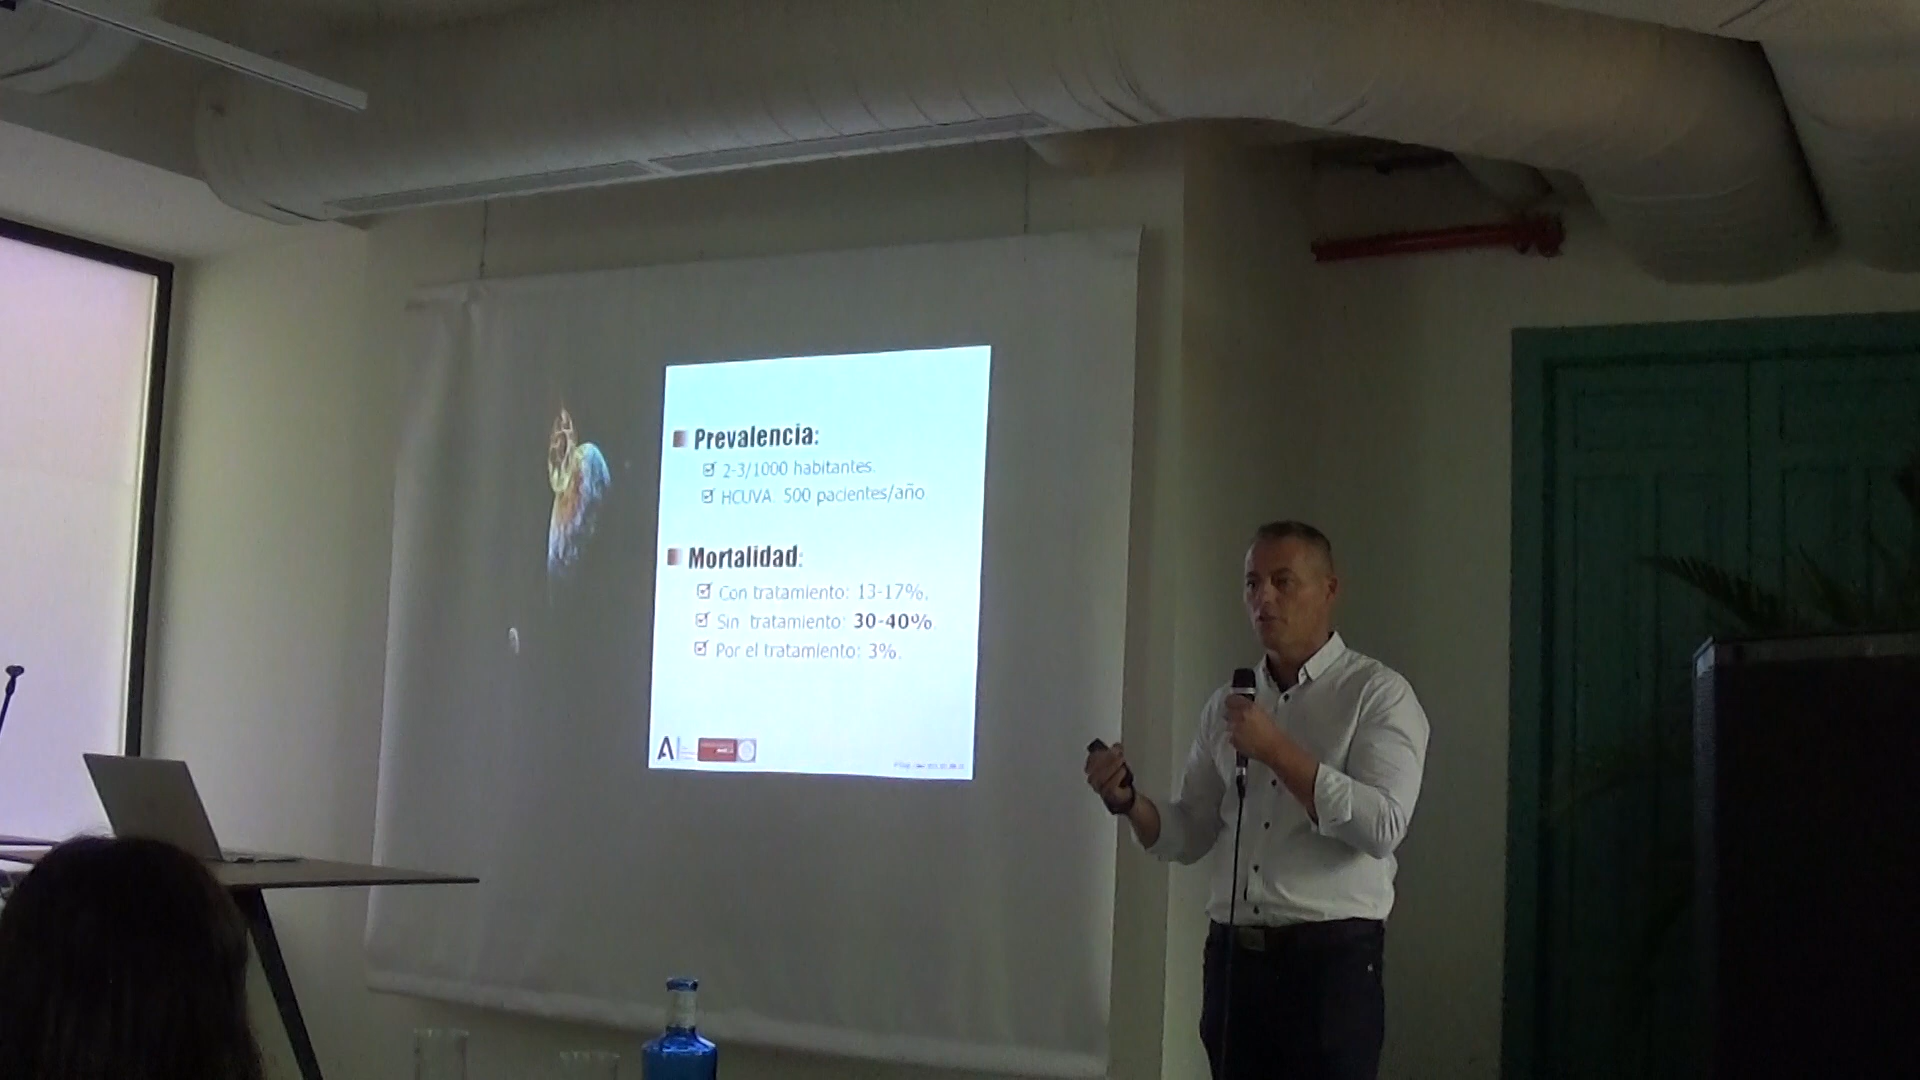 Prevalencia:
2-3/1000 habitantes.
HCUVA: 500 pacientes/año
Mortalidad:
Con tratamiento: 13-17%.
Sin tratamiento: 30-40%.
Por el tratamiento: 3%.
A